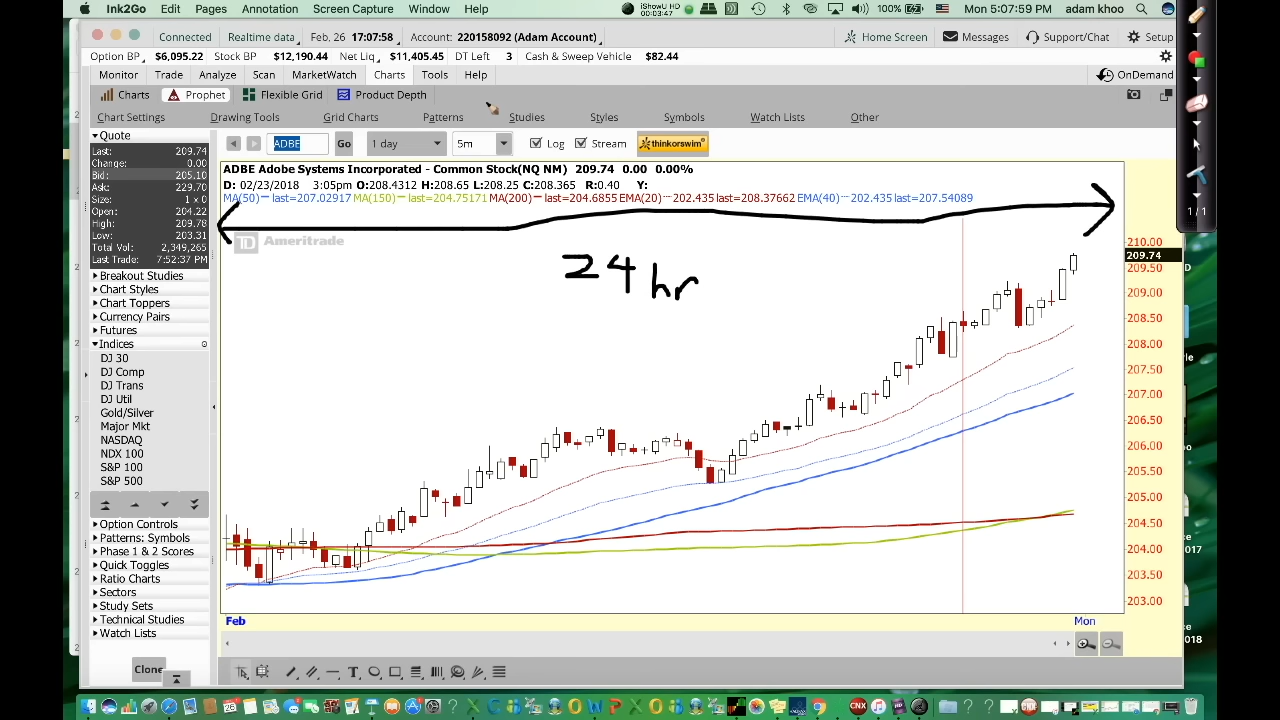 Ink2Go Edit Pages Annotation Screen Capture Window Help iShowU HD 00:03:47 100% Mon 5:07:59 PM adam khoo
Connected Realtime data Feb. 26 17:07:58 Account: 220158092 (Adam Account) Home Screen Messages Support/Chat Setup
Option BP $6,095.22 Stock BP $12,190.44 Net Liq $11,405.45 DT Left 3 Cash & Sweep Vehicle $82.44
Monitor Trade Analyze Scan MarketWatch Charts Tools Help OnDemand
Charts Prophet Flexible Grid Product Depth
Chart Settings Drawing Tools Grid Charts Patterns Studies Styles Symbols Watch Lists Other
Quote
Last: 209.74
Change: 0.00
Bid: 205.10
Ask: 229.70
Size: 1 x 0
Open: 204.22
High: 209.78
Low: 203.31
Total Vol: 2,349,265
Last Trade: 7:52:37 PM
Breakout Studies
Chart Styles
Chart Toppers
Currency Pairs
Futures
Indices
DJ 30
DJ Comp
DJ Trans
DJ Util
Gold/Silver
Major Mkt
NASDAQ
NDX 100
S&P 100
S&P 500
Option Controls
Patterns: Symbols
Phase 1 & 2 Scores
Quick Toggles
Ratio Charts
Sectors
Study Sets
Technical Studies
Watch Lists
Clone
ADBE Go 1 day 5m Log Stream thinkorswim
ADBE Adobe Systems Incorporated - Common Stock(NQ NM) 209.74 0.00 0.00%
D: 02/23/2018 3:05pm O:208.4312 H:208.65 L:208.25 C:208.365 R:0.40 Y:
MA(50) last=207.02917 MA(150) last=204.75171 MA(200) last=204.6855 EMA(20) 202.435 last=208.37662 EMA(40) 202.435 last=207.54089
TD Ameritrade
24 hr
210.00
209.74
209.50
209.00
208.50
208.00
207.50
207.00
206.50
206.00
205.50
205.00
204.50
204.00
203.50
203.00
Feb Mon
1 / 1
2017
2018